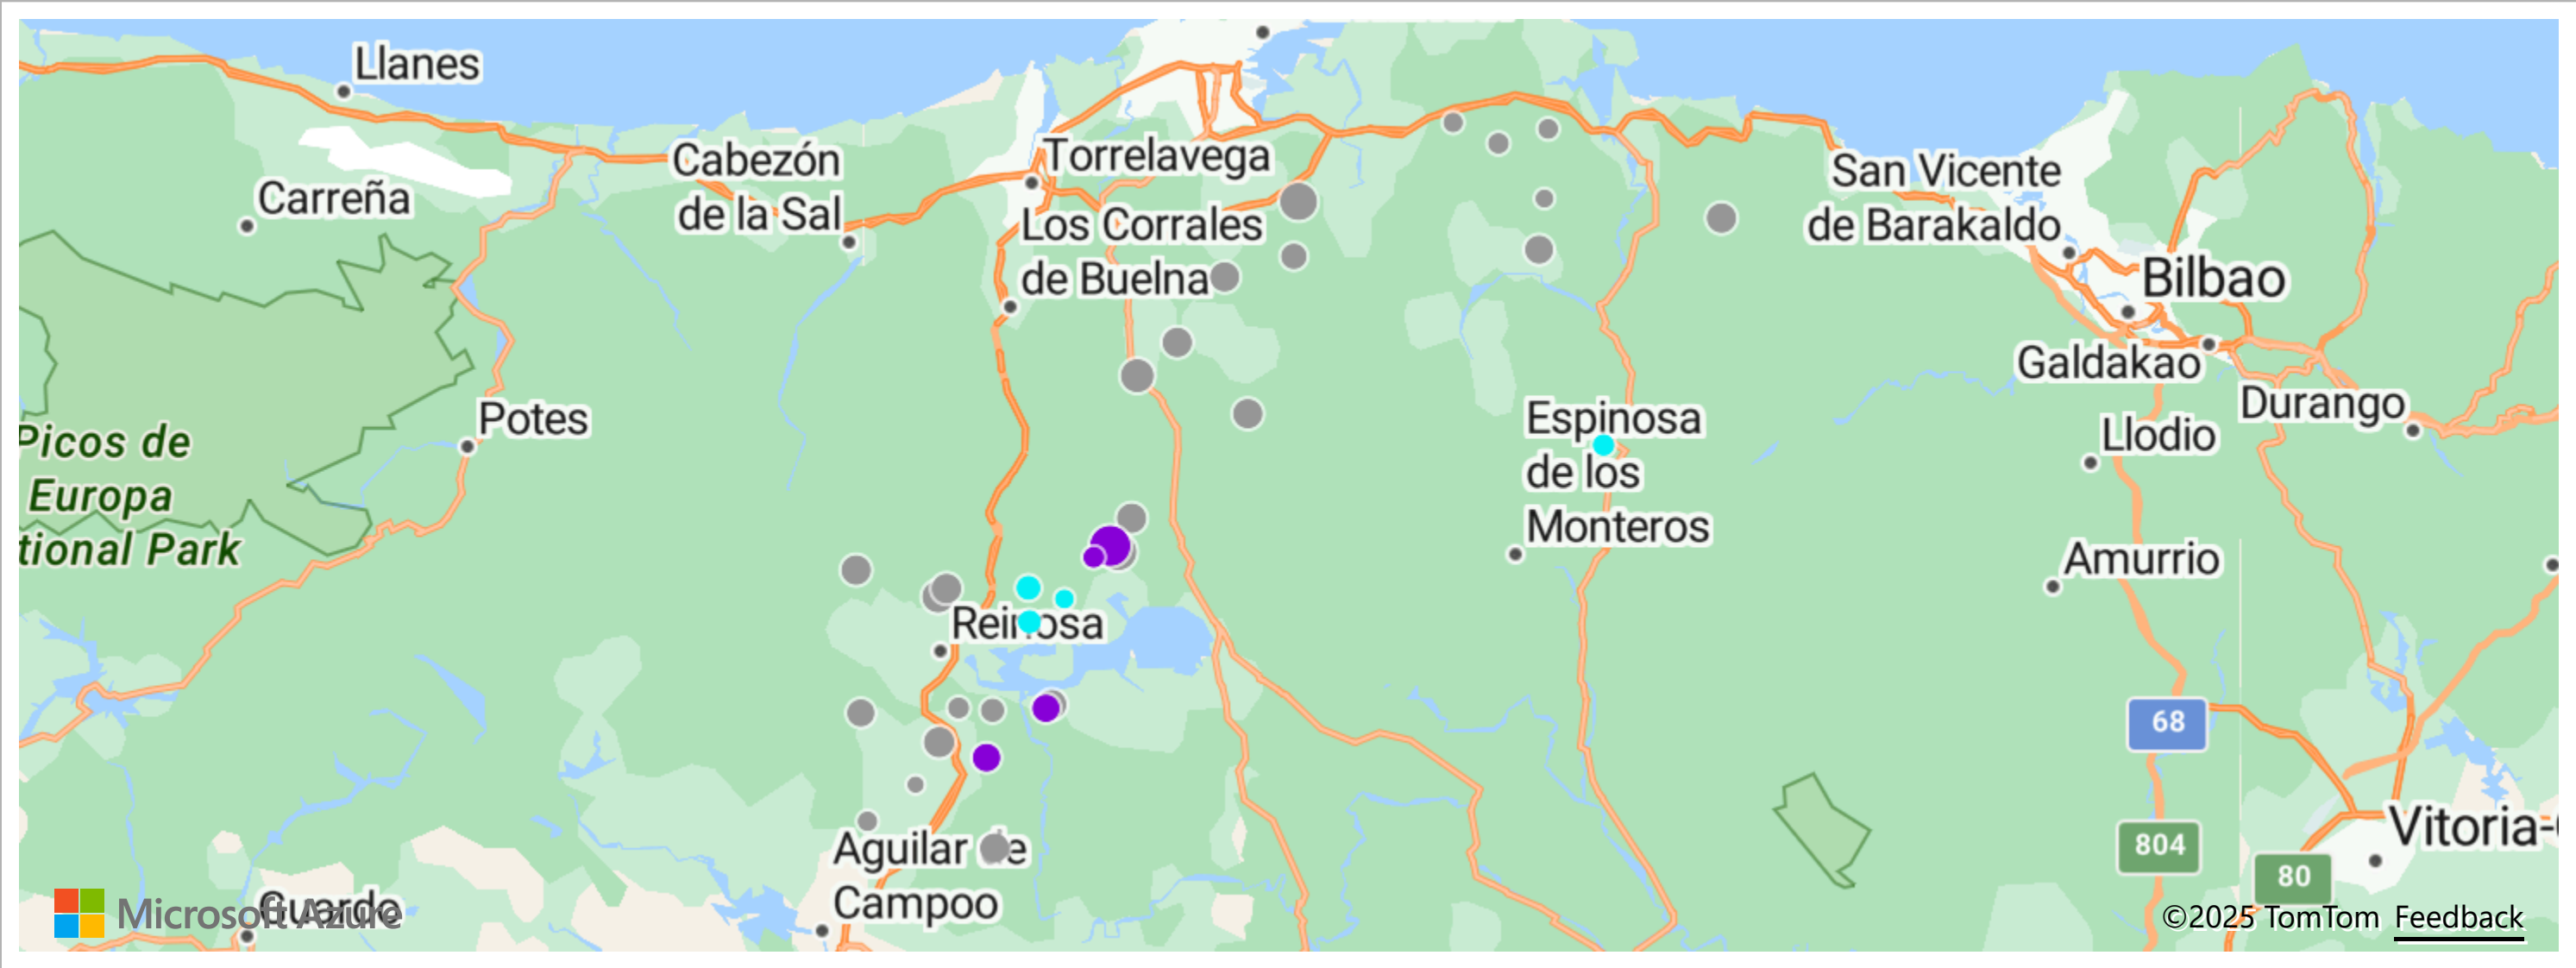 Llanes
Cabezón
de la Sal
Torrelavega
San Vicente
de Barakaldo
Carreña
Los Corrales
de Buelna
Bilbao
Galdakao
Durango
Potes
Espinosa
de los
Monteros
Llodio
Picos de
Europa
tional Park
Amurrio
Reinosa
68
804
80
Vitoria-
Aguilar de
Campoo
Guardo
Microsoft Azure
©2025 TomTom Feedback